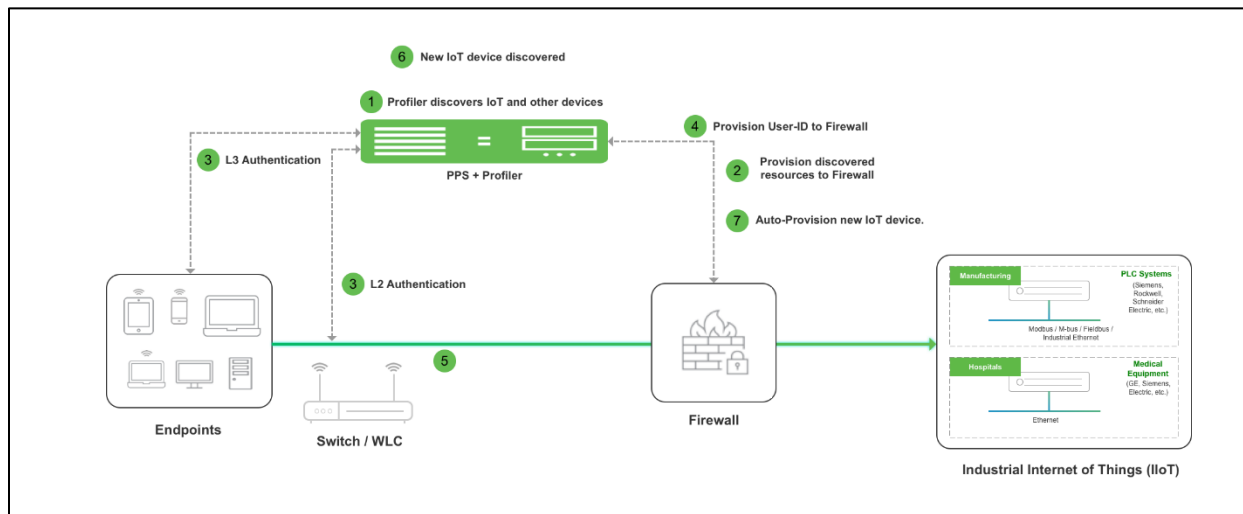 6 New IoT device discovered
1 Profiler discovers IoT and other devices
4 Provision User-ID to Firewall
3 L3 Authentication
PPS + Profiler
2 Provision discovered
resources to Firewall
7 Auto-Provision new IoT device.
3 L2 Authentication
5
Endpoints
Switch / WLC
Firewall
Manufacturing
PLC Systems
(Siemens,
Rockwell,
Schneider
Electric, etc.)
Modbus / M-bus / Fieldbus /
Industrial Ethernet
Hospitals
Medical
Equipment
(GE, Siemens,
Electric, etc.)
Ethernet
Industrial Internet of Things (IIoT)